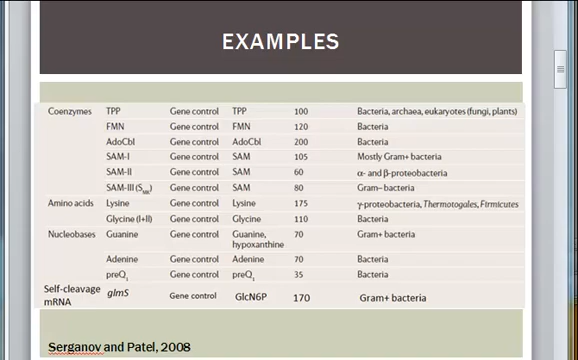 EXAMPLES
Coenzymes TPP Gene control TPP 100 Bacteria, archaea, eukaryotes (fungi, plants)
FMN Gene control FMN 120 Bacteria
AdoCbl Gene control AdoCbl 200 Bacteria
SAM-I Gene control SAM 105 Mostly Gram+ bacteria
SAM-II Gene control SAM 60 α- and β-proteobacteria
SAM-III (SMK) Gene control SAM 80 Gram– bacteria
Amino acids Lysine Gene control Lysine 175 γ-proteobacteria, Thermotogales, Firmicutes
Glycine (I+II) Gene control Glycine 110 Bacteria
Nucleobases Guanine Gene control Guanine, 70 Gram+ bacteria
hypoxanthine
Adenine Gene control Adenine 70 Bacteria
preQ1 Gene control preQ1 35 Bacteria
Self-cleavage glmS Gene control GlcN6P 170 Gram+ bacteria
mRNA
Serganov and Patel, 2008